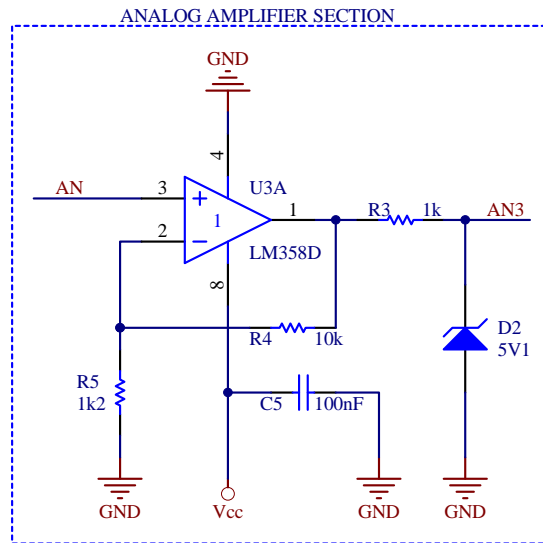 ANALOG AMPLIFIER SECTION
GND
4
AN
3
U3A
+
1
1
R3
1k
AN3
2
−
LM358D
8
R4
10k
D2
5V1
R5
1k2
C5
100nF
GND
Vcc
GND
GND